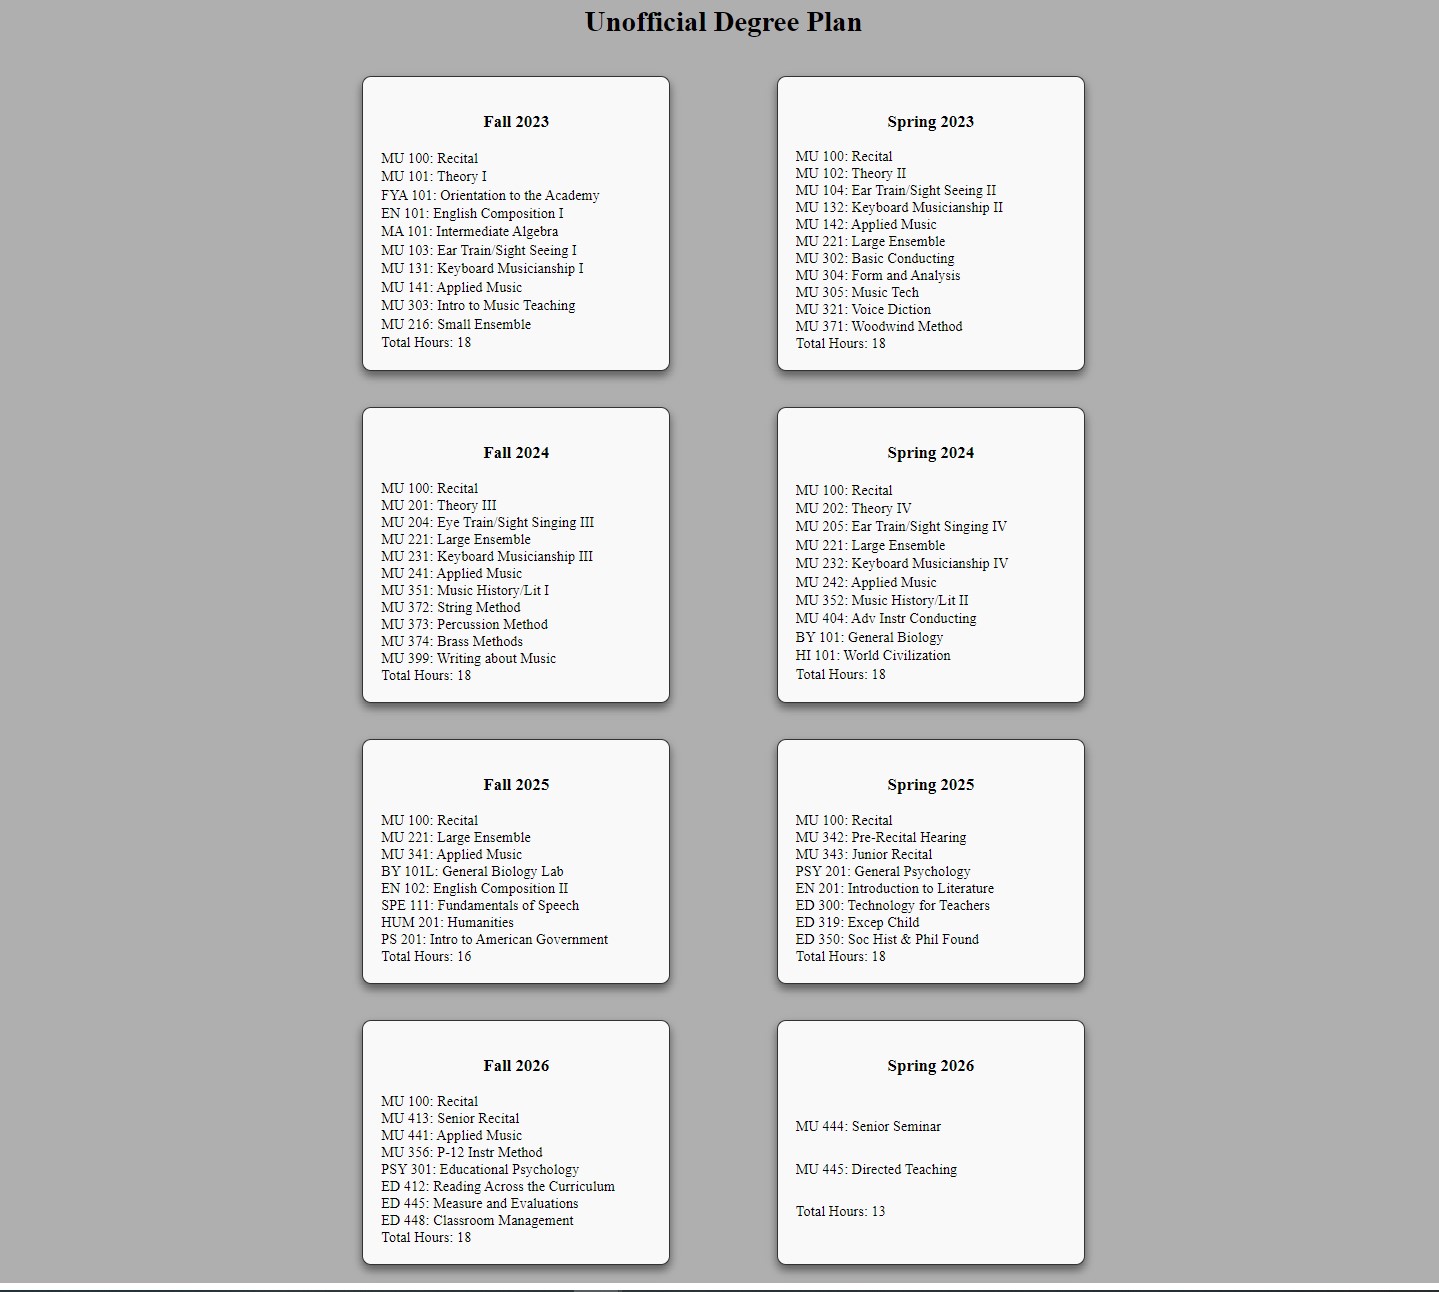 Unofficial Degree Plan
Fall 2023
MU 100: Recital
MU 101: Theory I
FYA 101: Orientation to the Academy
EN 101: English Composition I
MA 101: Intermediate Algebra
MU 103: Ear Train/Sight Seeing I
MU 131: Keyboard Musicianship I
MU 141: Applied Music
MU 303: Intro to Music Teaching
MU 216: Small Ensemble
Total Hours: 18
Spring 2023
MU 100: Recital
MU 102: Theory II
MU 104: Ear Train/Sight Seeing II
MU 132: Keyboard Musicianship II
MU 142: Applied Music
MU 221: Large Ensemble
MU 302: Basic Conducting
MU 304: Form and Analysis
MU 305: Music Tech
MU 321: Voice Diction
MU 371: Woodwind Method
Total Hours: 18
Fall 2024
MU 100: Recital
MU 201: Theory III
MU 204: Eye Train/Sight Singing III
MU 221: Large Ensemble
MU 231: Keyboard Musicianship III
MU 241: Applied Music
MU 351: Music History/Lit I
MU 372: String Method
MU 373: Percussion Method
MU 374: Brass Methods
MU 399: Writing about Music
Total Hours: 18
Spring 2024
MU 100: Recital
MU 202: Theory IV
MU 205: Ear Train/Sight Singing IV
MU 221: Large Ensemble
MU 232: Keyboard Musicianship IV
MU 242: Applied Music
MU 352: Music History/Lit II
MU 404: Adv Instr Conducting
BY 101: General Biology
HI 101: World Civilization
Total Hours: 18
Fall 2025
MU 100: Recital
MU 221: Large Ensemble
MU 341: Applied Music
BY 101L: General Biology Lab
EN 102: English Composition II
SPE 111: Fundamentals of Speech
HUM 201: Humanities
PS 201: Intro to American Government
Total Hours: 16
Spring 2025
MU 100: Recital
MU 342: Pre-Recital Hearing
MU 343: Junior Recital
PSY 201: General Psychology
EN 201: Introduction to Literature
ED 300: Technology for Teachers
ED 319: Excep Child
ED 350: Soc Hist & Phil Found
Total Hours: 18
Fall 2026
MU 100: Recital
MU 413: Senior Recital
MU 441: Applied Music
MU 356: P-12 Instr Method
PSY 301: Educational Psychology
ED 412: Reading Across the Curriculum
ED 445: Measure and Evaluations
ED 448: Classroom Management
Total Hours: 18
Spring 2026
MU 444: Senior Seminar
MU 445: Directed Teaching
Total Hours: 13